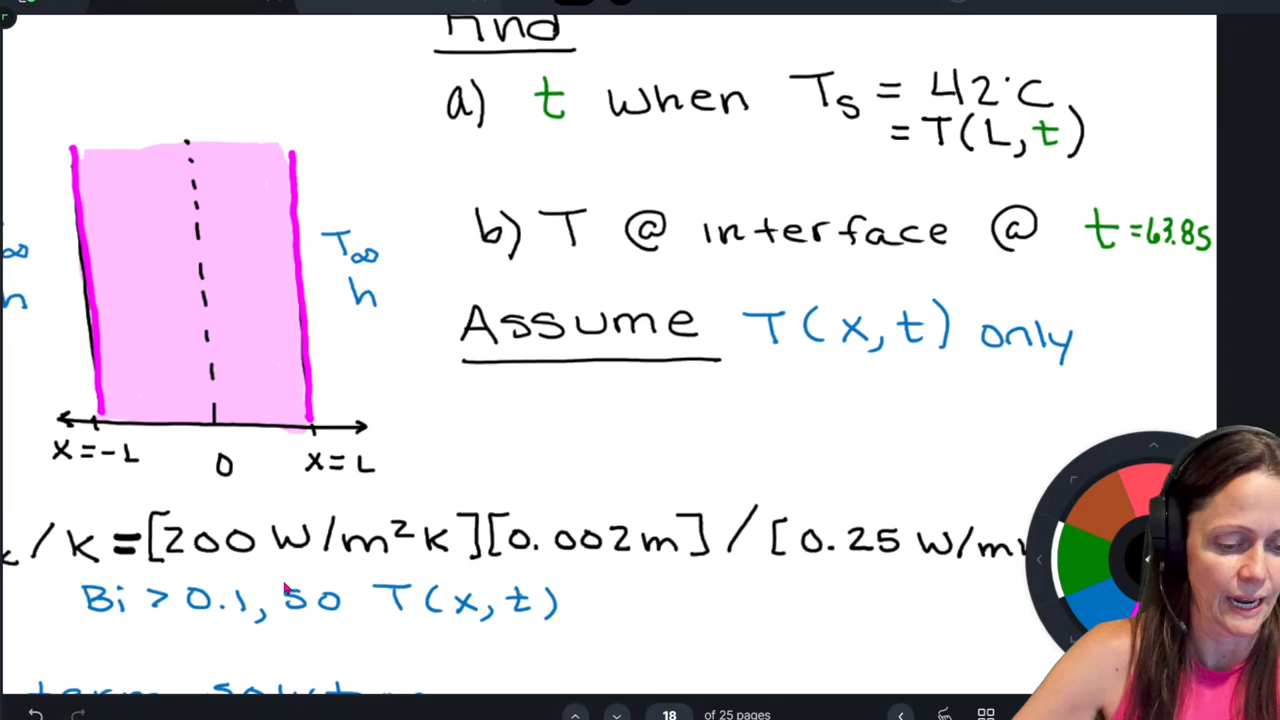 Find
a) t when Ts = 42°C
= T(L,t)
b) T @ interface @ t=63.8s
Assume T(x,t) only
∞
h
T∞
h
x=-L 0 x=L
/k=[200 W/m²K][0.002m]/[0.25 W/m
Bi > 0.1, so T(x,t)
term
18 of 25 pages